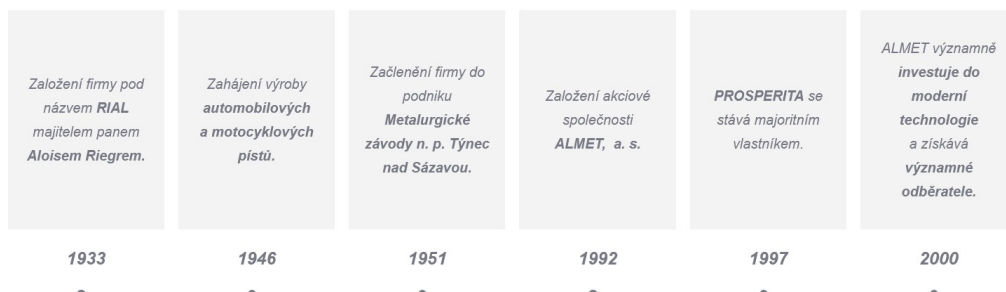 Založení firmy pod
názvem RIAL
majitelem panem
Aloisem Riegrem.
1933
Zahájení výroby
automobilových
a motocyklových
pístů.
1946
Začlenění firmy do
podniku
Metalurgické
závody n. p. Týnec
nad Sázavou.
1951
Založení akciové
společnosti
ALMET, a. s.
1992
PROSPERITA se
stává majoritním
vlastníkem.
1997
ALMET významně
investuje do
moderní
technologie
a získává
významné
odběratele.
2000